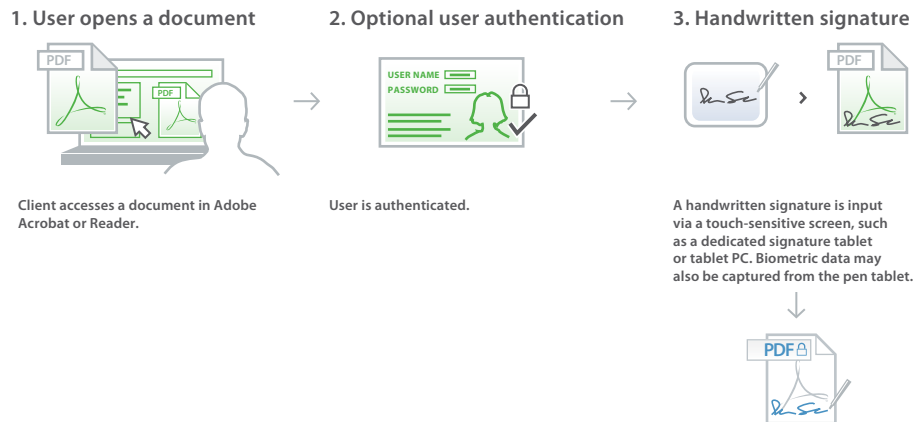 1. User opens a document
PDF
PDF
Client accesses a document in Adobe
Acrobat or Reader.
2. Optional user authentication
USER NAME
PASSWORD
User is authenticated.
3. Handwritten signature
PDF
A handwritten signature is input
via a touch-sensitive screen, such
as a dedicated signature tablet
or tablet PC. Biometric data may
also be captured from the pen tablet.
PDF